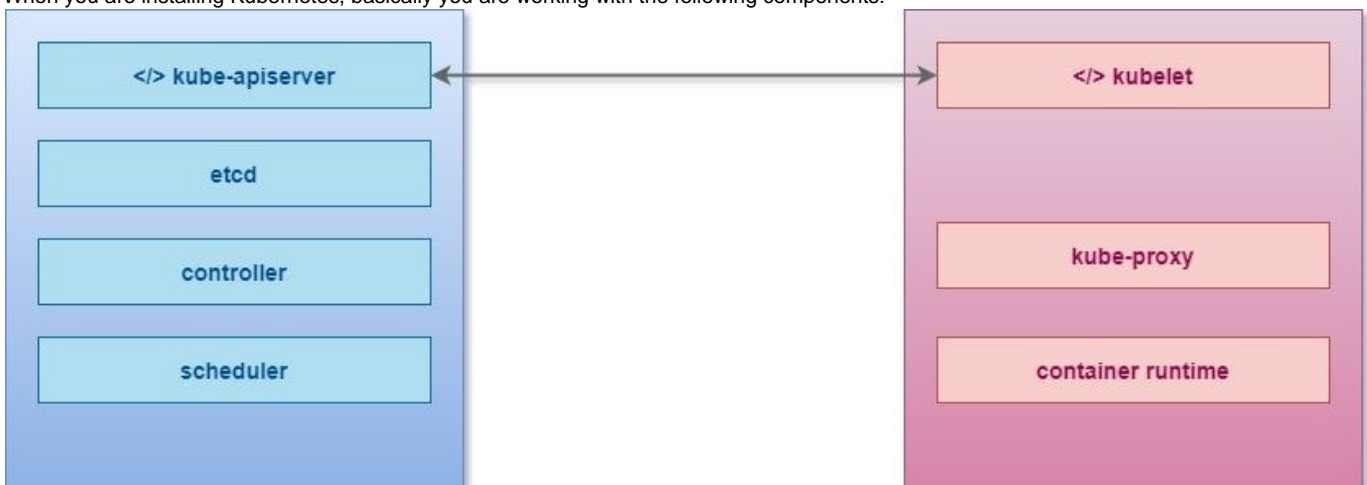 When you are installing Kubernetes, basically you are working with the following components:
</> kube-apiserver
etcd
controller
scheduler
</> kubelet
kube-proxy
container runtime